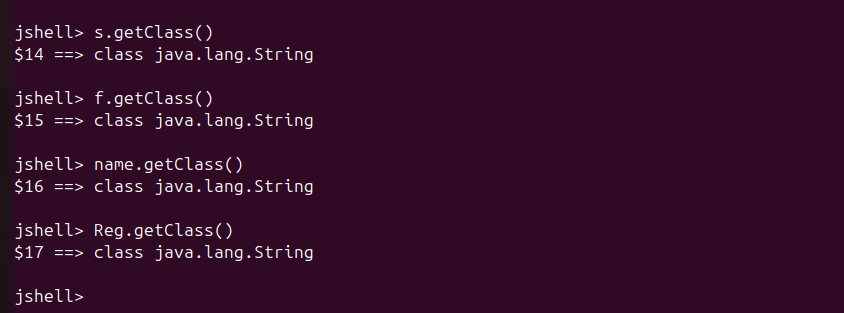 jshell> s.getClass()
$14 ==> class java.lang.String
jshell> f.getClass()
$15 ==> class java.lang.String
jshell> name.getClass()
$16 ==> class java.lang.String
jshell> Reg.getClass()
$17 ==> class java.lang.String
jshell>